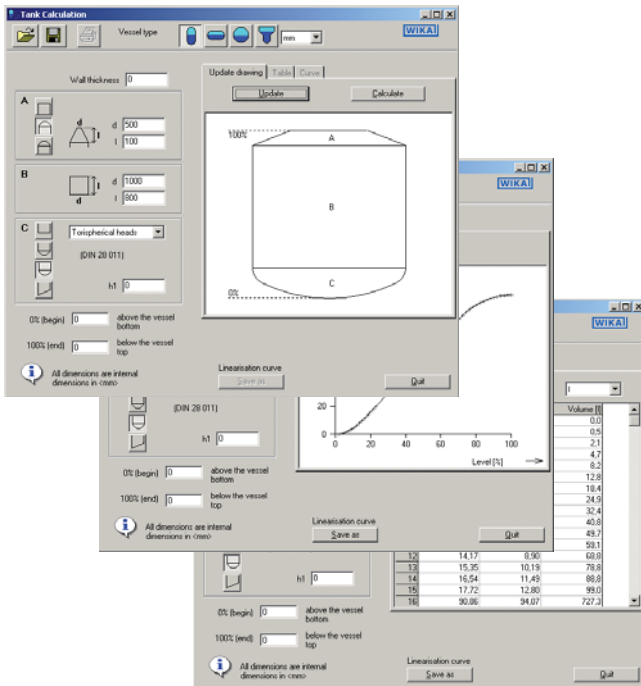 Tank Calculation
Vessel type
mm
WIKAI
Wall thickness 0
Update drawing Table Curve
Update Calculate
A
d
l
d 500
l 100
B
l
d
d 1000
l 800
C
Torispherical heads
(DIN 28 011)
h1 0
100%
A
B
C
0%
0% (begin) 0 above the vessel bottom
100% (end) 0 below the vessel top
All dimensions are internal dimensions in <mm>
Linearisation curve
Save as
Quit
WIKAI
20
0
0 20 40 60 80 100
Level [%]
(DIN 28 011)
h1 0
0% (begin) 0 above the vessel bottom
100% (end) 0 below the vessel top
All dimensions are internal dimensions in <mm>
Linearisation curve
Save as
Quit
WIKAI
l
Volume [l]
0,0
0,5
2,1
4,7
8,2
12,8
18,4
24,9
32,4
40,8
49,7
59,1
12 14,17 8,90 68,8
13 15,35 10,19 78,8
14 16,54 11,49 88,8
15 17,72 12,80 99,0
16 90,06 94,07 727,3
h1 0
0% (begin) 0 above the vessel bottom
100% (end) 0 below the vessel top
All dimensions are internal dimensions in <mm>
Linearisation curve
Save as
Quit